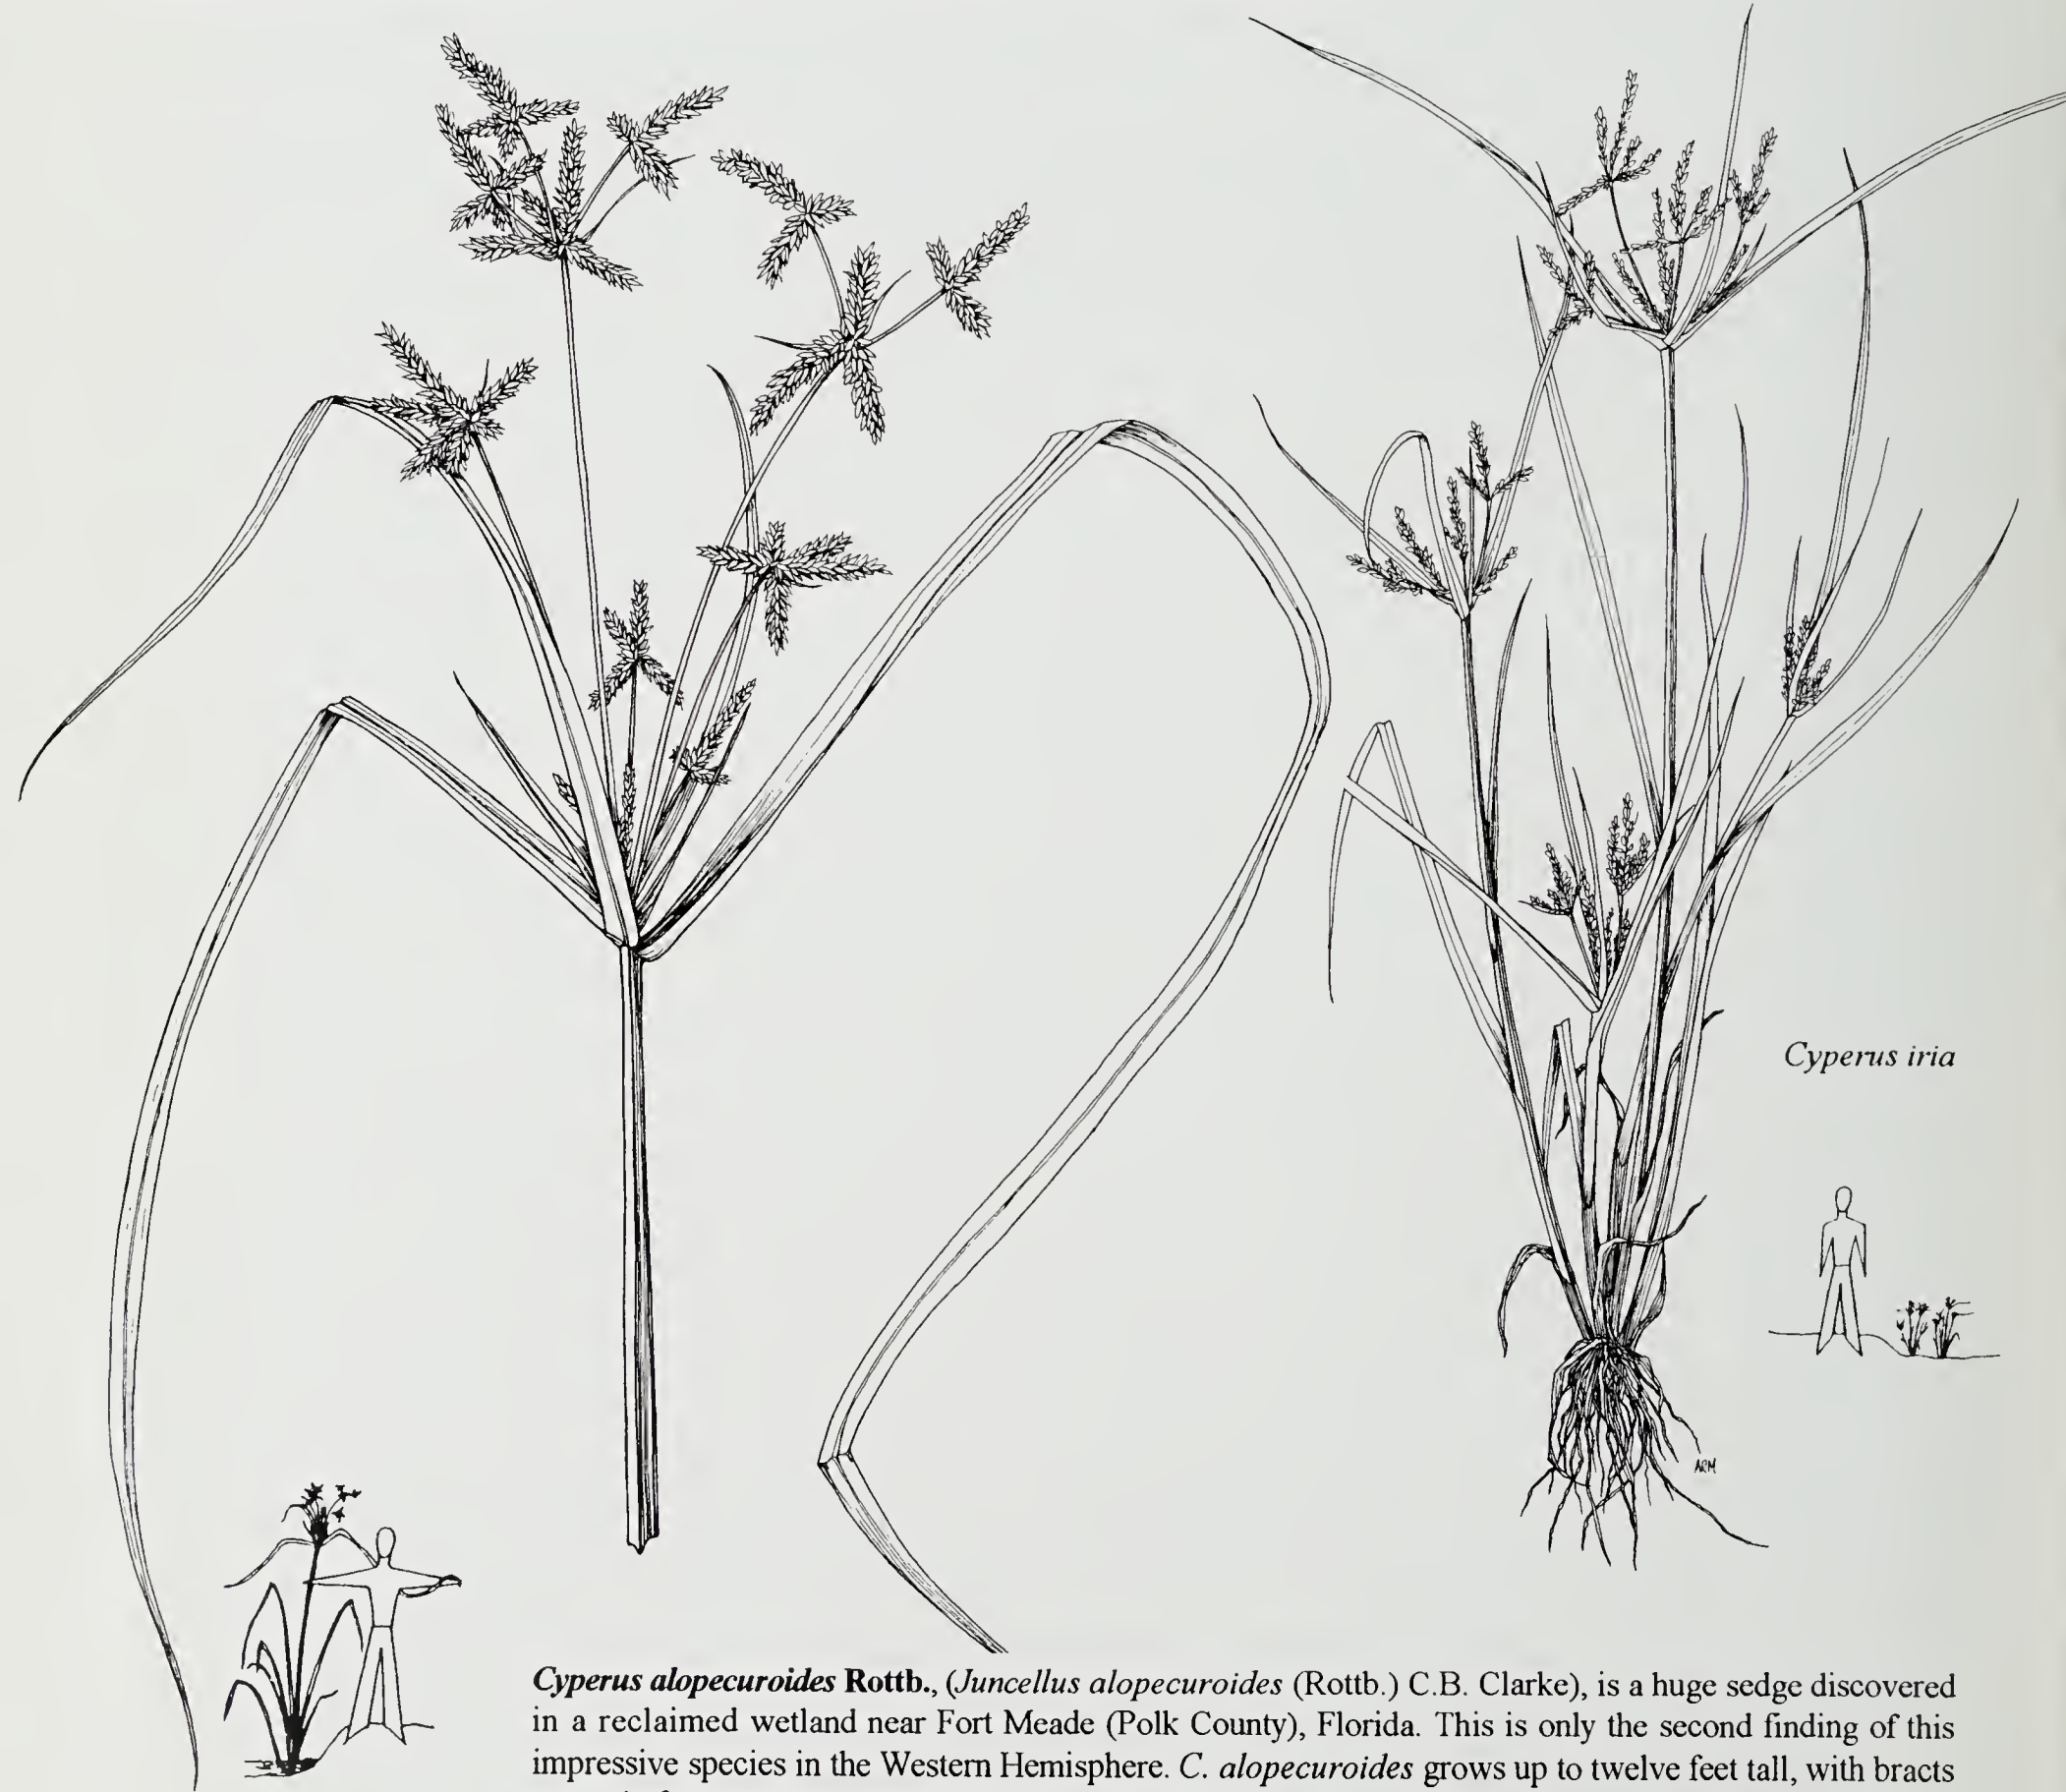 Cyperus iria
ARM
Cyperus alopecuroides Rottb., (Juncellus alopecuroides (Rottb.) C.B. Clarke), is a huge sedge discovered
in a reclaimed wetland near Fort Meade (Polk County), Florida. This is only the second finding of this
impressive species in the Western Hemisphere. C. alopecuroides grows up to twelve feet tall, with bracts